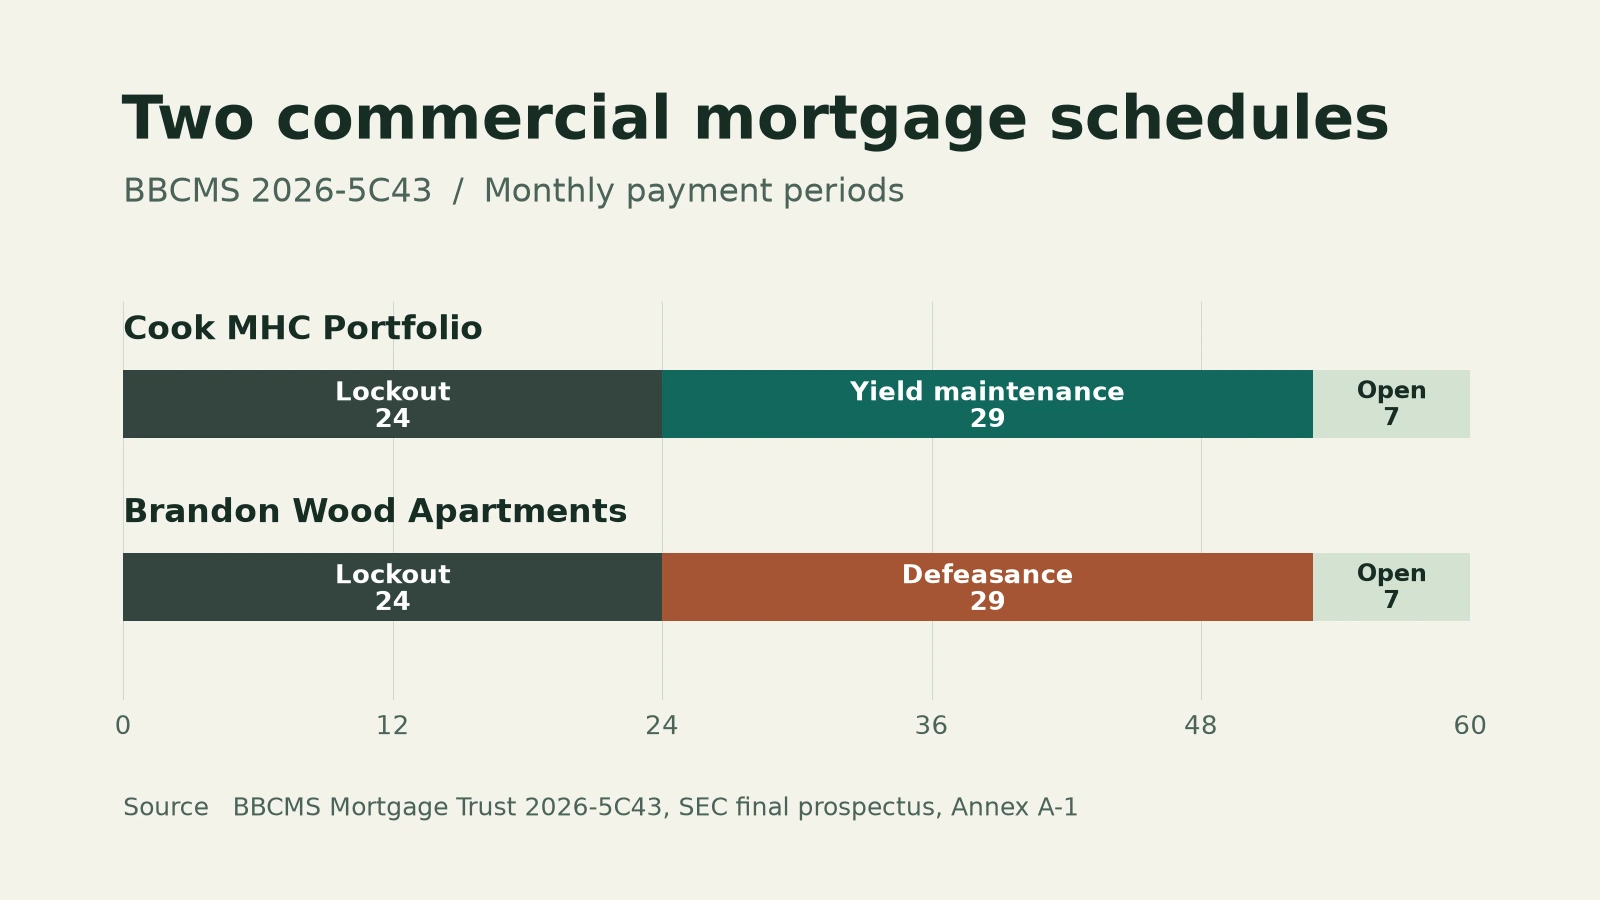 Two commercial mortgage schedules
BBCMS 2026-5C43 / Monthly payment periods
Cook MHC Portfolio
Lockout
24
Yield maintenance
29
Open
7
Brandon Wood Apartments
Lockout
24
Defeasance
29
Open
7
0 12 24 36 48 60
Source BBCMS Mortgage Trust 2026-5C43, SEC final prospectus, Annex A-1